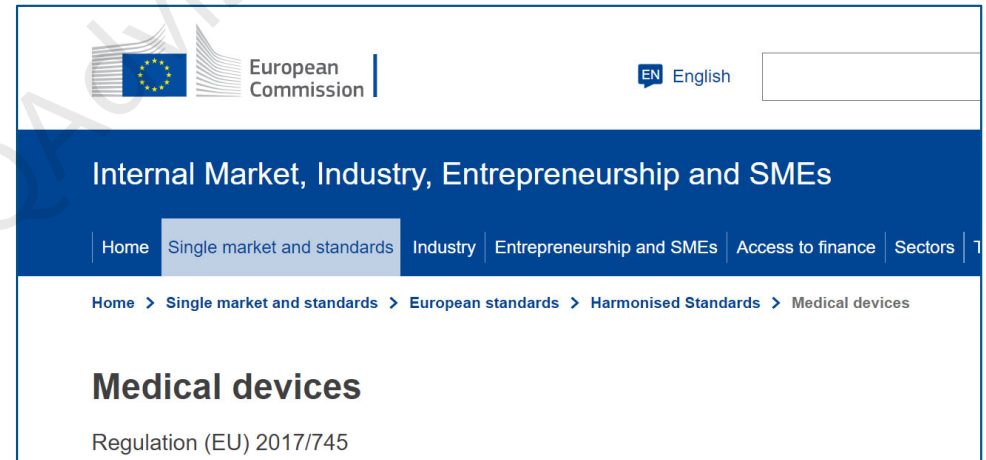 European
Commission
EN English
Internal Market, Industry, Entrepreneurship and SMEs
Home Single market and standards Industry Entrepreneurship and SMEs Access to finance Sectors
Home > Single market and standards > European standards > Harmonised Standards > Medical devices
Medical devices
Regulation (EU) 2017/745